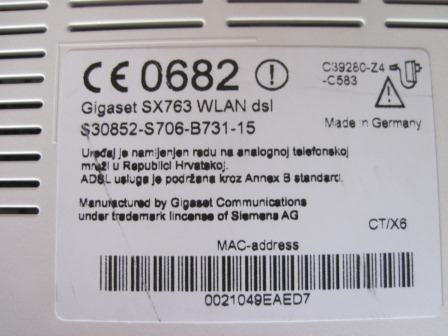 CE 0682
C39280-Z4
-C583
Gigaset SX763 WLAN dsl
S30852-S706-B731-15
Made in Germany
Uređaj je namijenjen radu na analognoj telefonskoj
mreži u Republici Hrvatskoj.
ADSL usluga je podržana kroz Annex B standard.
Manufactured by Gigaset Communications
under trademark lincense of Siemens AG
CT/X6
MAC-address
0021049EAED7